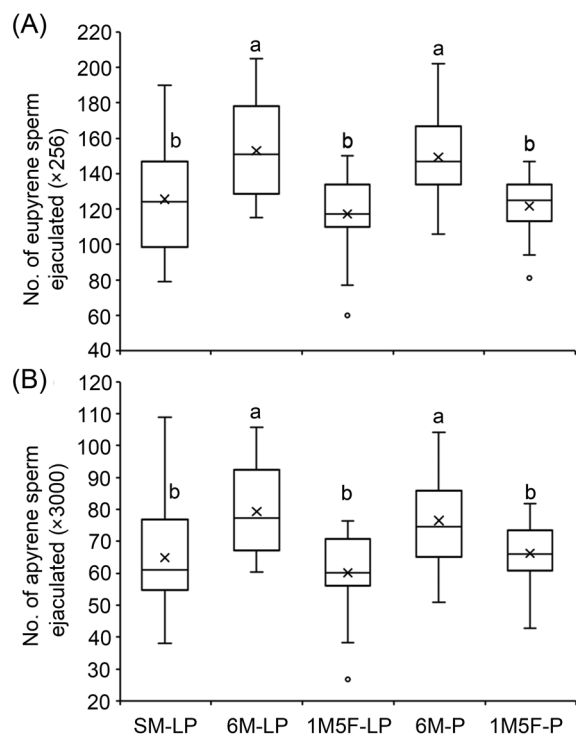 (A)
No. of eupyrene sperm
ejaculated (×256)
220
200
180
160
140
120
100
80
60
40
b
a
b
a
b
(B)
No. of apyrene sperm
ejaculated (×3000)
120
110
100
90
80
70
60
50
40
30
20
b
a
b
a
b
SM-LP 6M-LP 1M5F-LP 6M-P 1M5F-P